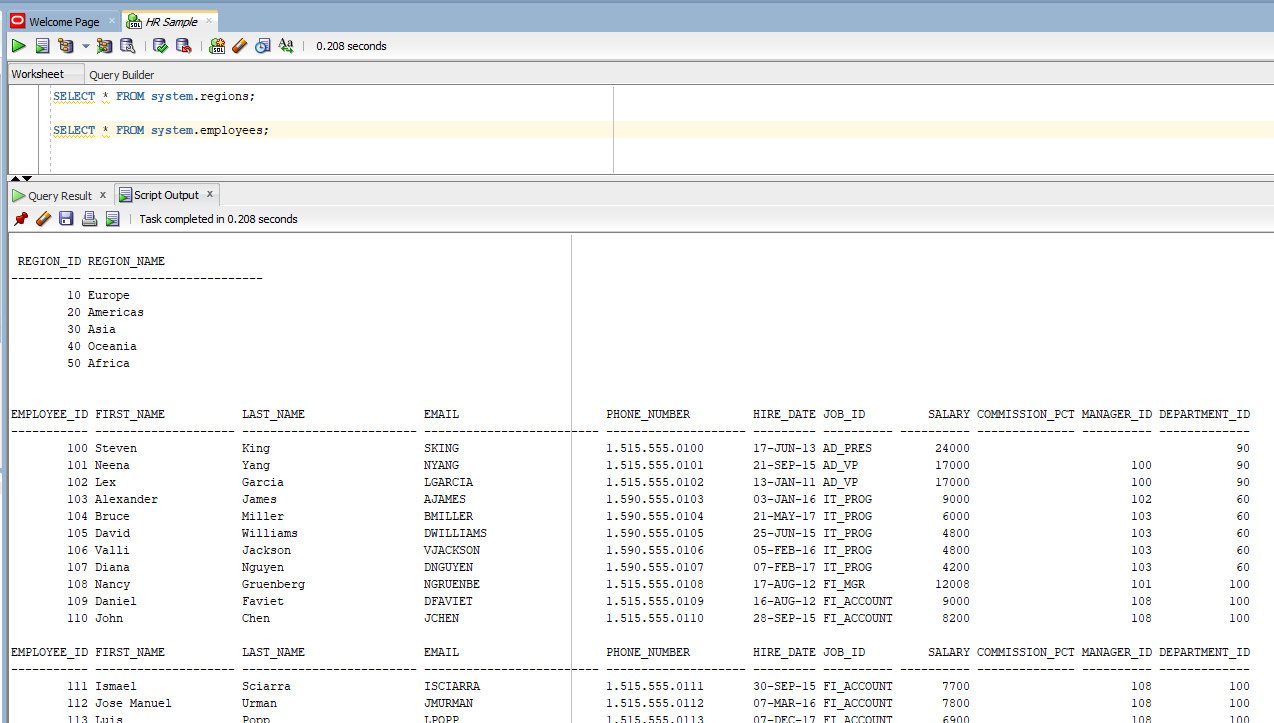 Welcome Page
HR Sample
0.208 seconds
Worksheet Query Builder
SELECT * FROM system.regions;
SELECT * FROM system.employees;
Query Result Script Output
Task completed in 0.208 seconds
REGION_ID REGION_NAME
---------- -------------------------
10 Europe
20 Americas
30 Asia
40 Oceania
50 Africa
EMPLOYEE_ID FIRST_NAME LAST_NAME EMAIL PHONE_NUMBER HIRE_DATE JOB_ID SALARY COMMISSION_PCT MANAGER_ID DEPARTMENT_ID
----------- -------------------- ------------------------- ------------------------- -------------------- --------- ---------- ---------- -------------- ---------- -------------
100 Steven King SKING 1.515.555.0100 17-JUN-13 AD_PRES 24000 90
101 Neena Yang NYANG 1.515.555.0101 21-SEP-15 AD_VP 17000 100 90
102 Lex Garcia LGARCIA 1.515.555.0102 13-JAN-11 AD_VP 17000 100 90
103 Alexander James AJAMES 1.590.555.0103 03-JAN-16 IT_PROG 9000 102 60
104 Bruce Miller BMILLER 1.590.555.0104 21-MAY-17 IT_PROG 6000 103 60
105 David Williams DWILLIAMS 1.590.555.0105 25-JUN-15 IT_PROG 4800 103 60
106 Valli Jackson VJACKSON 1.590.555.0106 05-FEB-16 IT_PROG 4800 103 60
107 Diana Nguyen DNGUYEN 1.590.555.0107 07-FEB-17 IT_PROG 4200 103 60
108 Nancy Gruenberg NGRUENBE 1.515.555.0108 17-AUG-12 FI_MGR 12008 101 100
109 Daniel Faviet DFAVIET 1.515.555.0109 16-AUG-12 FI_ACCOUNT 9000 108 100
110 John Chen JCHEN 1.515.555.0110 28-SEP-15 FI_ACCOUNT 8200 108 100
EMPLOYEE_ID FIRST_NAME LAST_NAME EMAIL PHONE_NUMBER HIRE_DATE JOB_ID SALARY COMMISSION_PCT MANAGER_ID DEPARTMENT_ID
----------- -------------------- ------------------------- ------------------------- -------------------- --------- ---------- ---------- -------------- ---------- -------------
111 Ismael Sciarra ISCIARRA 1.515.555.0111 30-SEP-15 FI_ACCOUNT 7700 108 100
112 Jose Manuel Urman JMURMAN 1.515.555.0112 07-MAR-16 FI_ACCOUNT 7800 108 100
113 Luis Popp LPOPP 1.515.555.0113 07-DEC-17 FI_ACCOUNT 6900 108 100